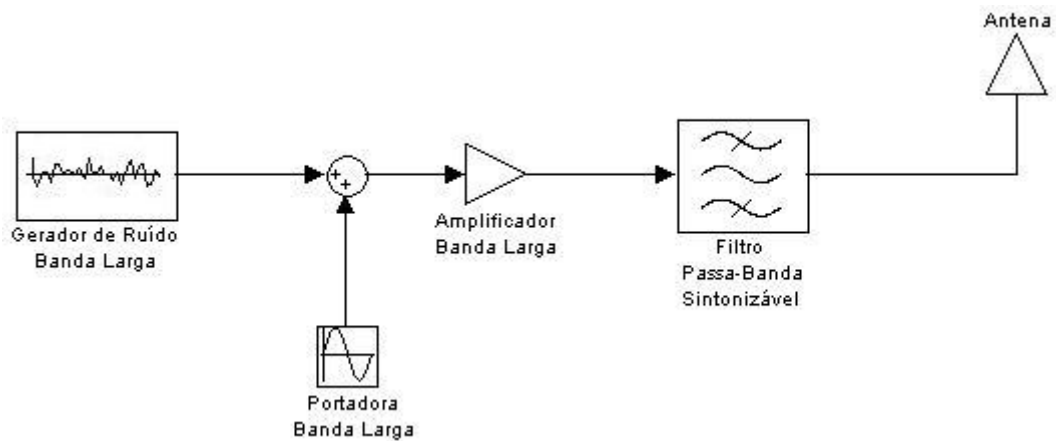 Antena
Gerador de Ruído
Banda Larga
+
+
Amplificador
Banda Larga
Filtro
Passa-Banda
Sintonizável
Portadora
Banda Larga